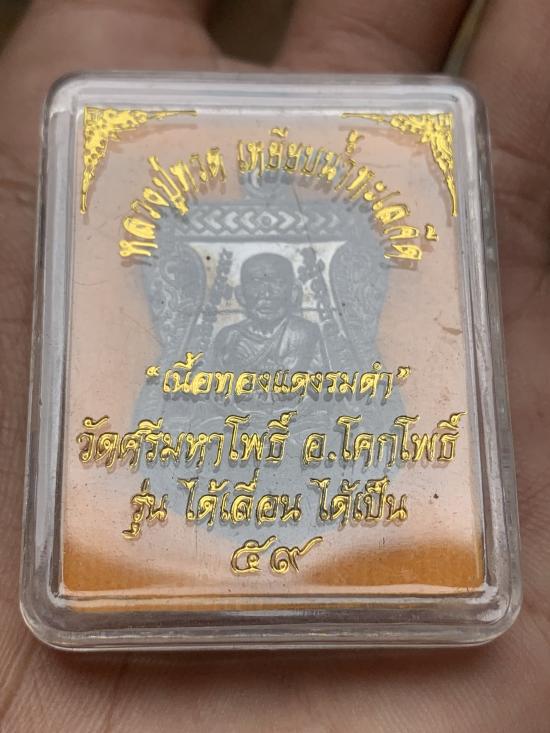 หลวงปู่ทวด เหยียบน้ำทะเลจืด
"เนื้อทองแดงรมดำ"
วัดศรีมหาโพธิ์ อ.โคกโพธิ์
รุ่น ได้เลื่อน ได้เป็น
๕๙